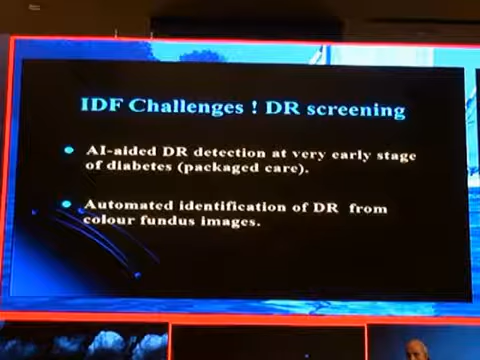 IDF Challenges ! DR screening
AI-aided DR detection at very early stage
of diabetes (packaged care).
Automated identification of DR from
colour fundus images.